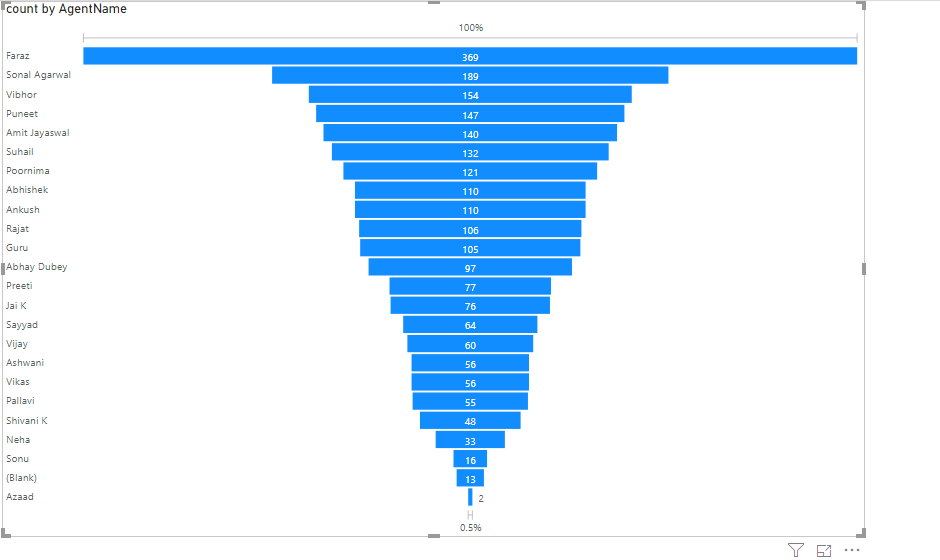 count by AgentName
100%
Faraz 369
Sonal Agarwal 189
Vibhor 154
Puneet 147
Amit Jayaswal 140
Suhail 132
Poornima 121
Abhishek 110
Ankush 110
Rajat 106
Guru 105
Abhay Dubey 97
Preeti 77
Jai K 76
Sayyad 64
Vijay 60
Ashwani 56
Vikas 56
Pallavi 55
Shivani K 48
Neha 33
Sonu 16
(Blank) 13
Azaad 2
0.5%